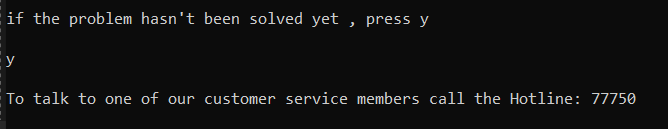 if the problem hasn't been solved yet , press y
y
To talk to one of our customer service members call the Hotline: 77750